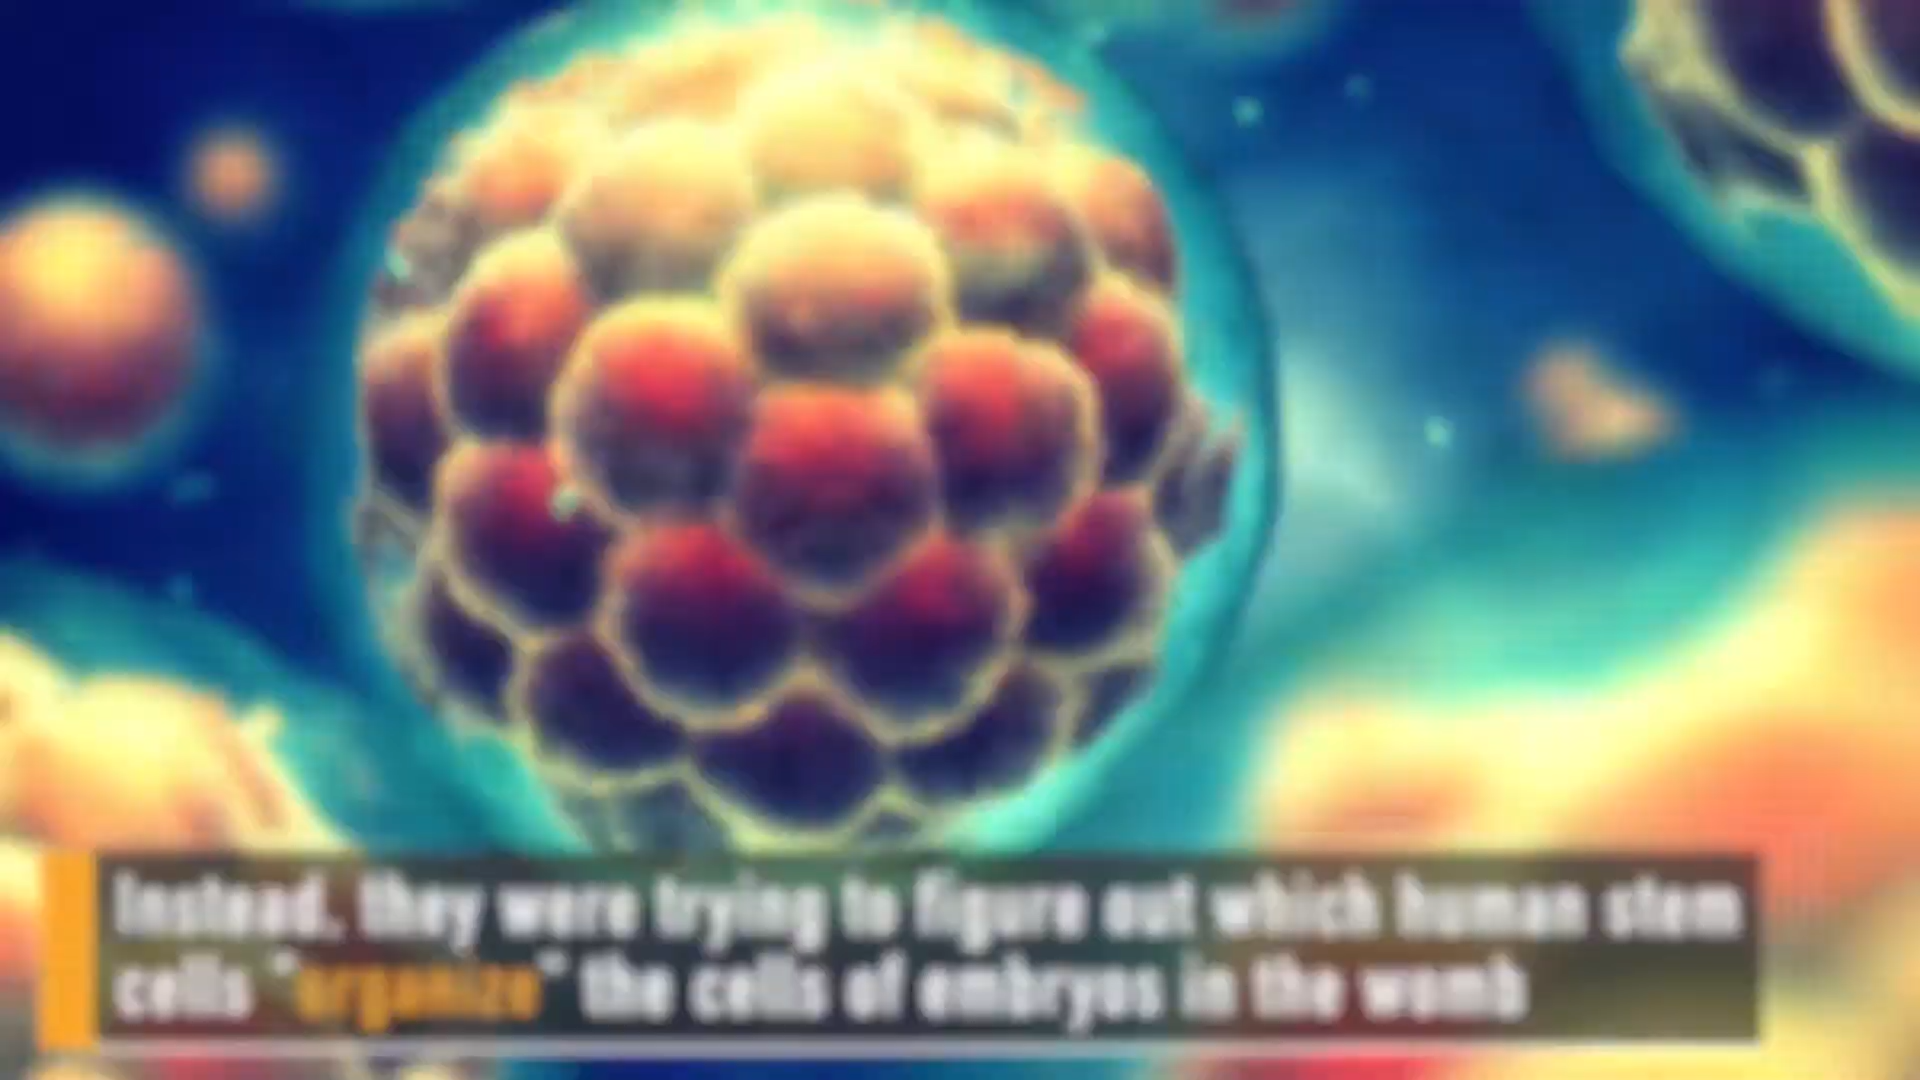 Instead, they were trying to figure out which human stem
cells "organize" the cells of embryos in the womb